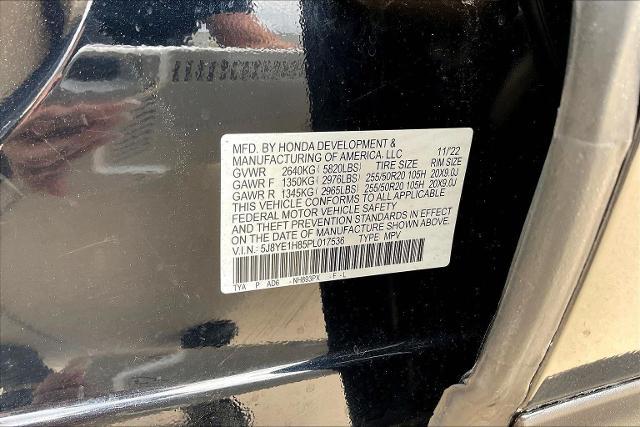 MFD. BY HONDA DEVELOPMENT & 11/22
MANUFACTURING OF AMERICA, LLC
GVWR 2640KG (5820LBS) TIRE SIZE RIM SIZE
GAWR F 1350KG (2976LBS) 255/50R20 105H 20X9.0J
GAWR R 1345KG (2965LBS) 255/50R20 105H 20X9.0J
THIS VEHICLE CONFORMS TO ALL APPLICABLE
FEDERAL MOTOR VEHICLE SAFETY
AND THEFT PREVENTION STANDARDS IN EFFECT
ON THE DATE OF MANUFACTURE SHOWN ABOVE.
V.I.N.: 5J8YE1H85PL017536 TYPE MPV
TYA P AD6 -NH893PX -F-L